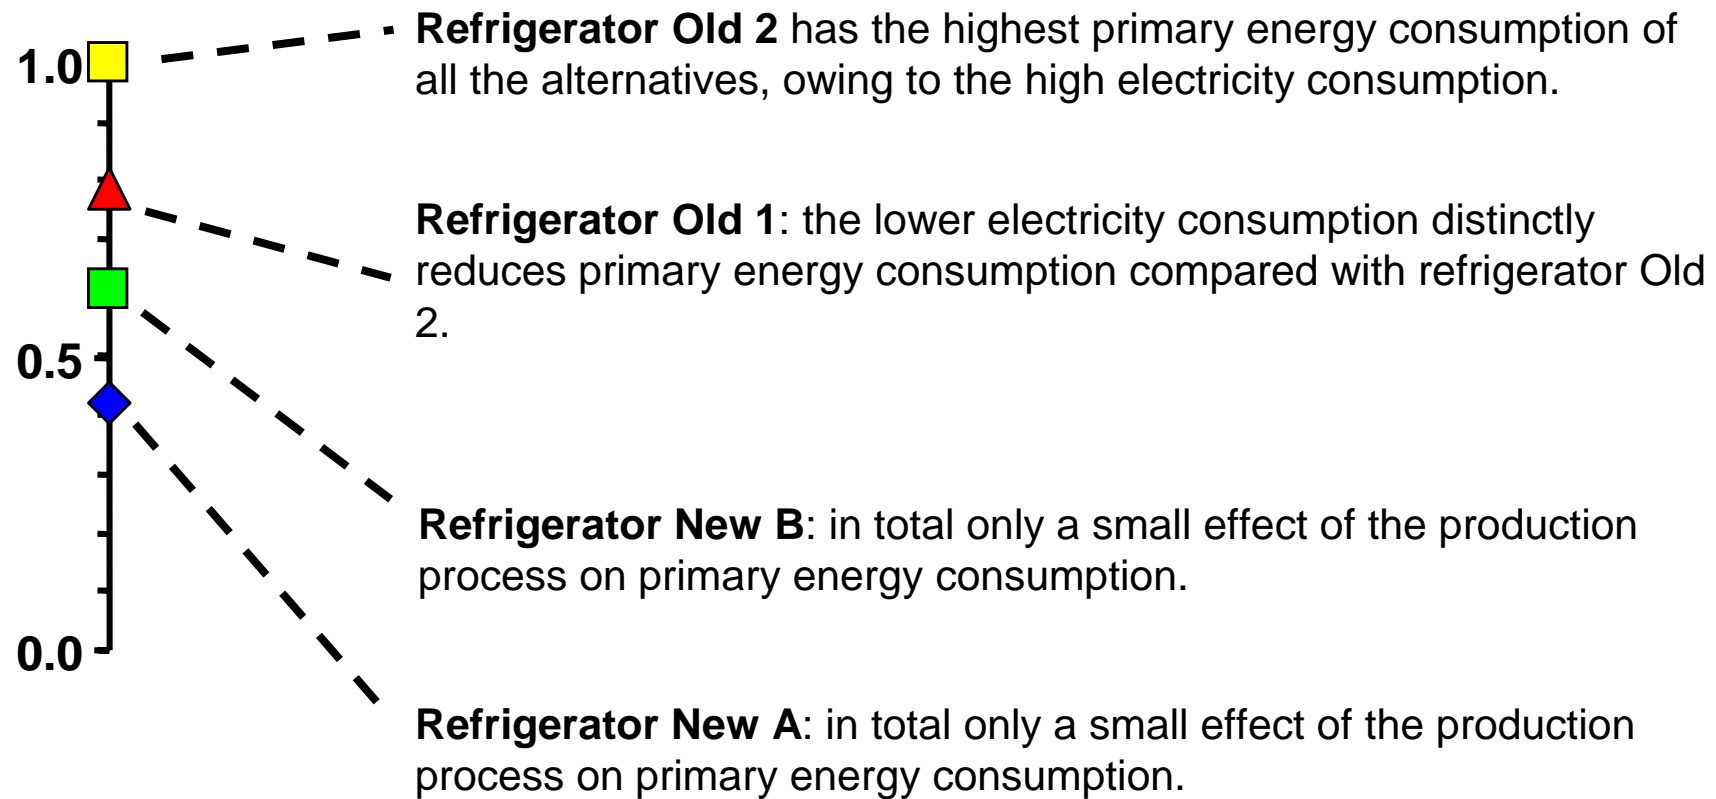 1.0
Refrigerator Old 2 has the highest primary energy consumption of
all the alternatives, owing to the high electricity consumption.
Refrigerator Old 1: the lower electricity consumption distinctly
reduces primary energy consumption compared with refrigerator Old
2.
0.5
Refrigerator New B: in total only a small effect of the production
process on primary energy consumption.
0.0
Refrigerator New A: in total only a small effect of the production
process on primary energy consumption.